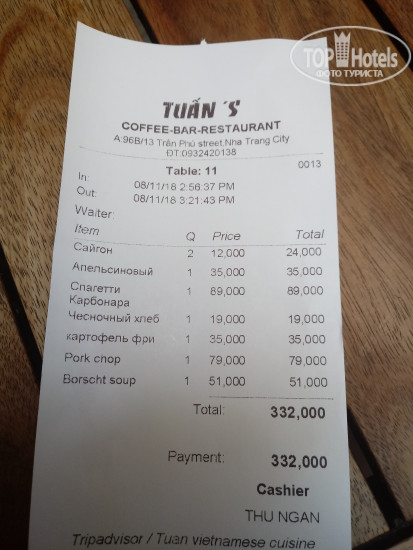 TOP Hotels
ФОТО ТУРИСТА
TUẤN 'S
COFFEE-BAR-RESTAURANT
A:96B/13 Trần Phú street,Nha Trang City
ĐT:0932420138
0013
Table: 11
In: 08/11/18 2:56:37 PM
Out: 08/11/18 3:21:43 PM
Waiter:
Item Q Price Total
Сайгон 2 12,000 24,000
Апельсиновый 1 35,000 35,000
Спагетти 1 89,000 89,000
Карбонара
Чесночный хлеб 1 19,000 19,000
картофель фри 1 35,000 35,000
Pork chop 1 79,000 79,000
Borscht soup 1 51,000 51,000
Total: 332,000
Payment: 332,000
Cashier
THU NGAN
Tripadvisor / Tuan vietnamese cuisine